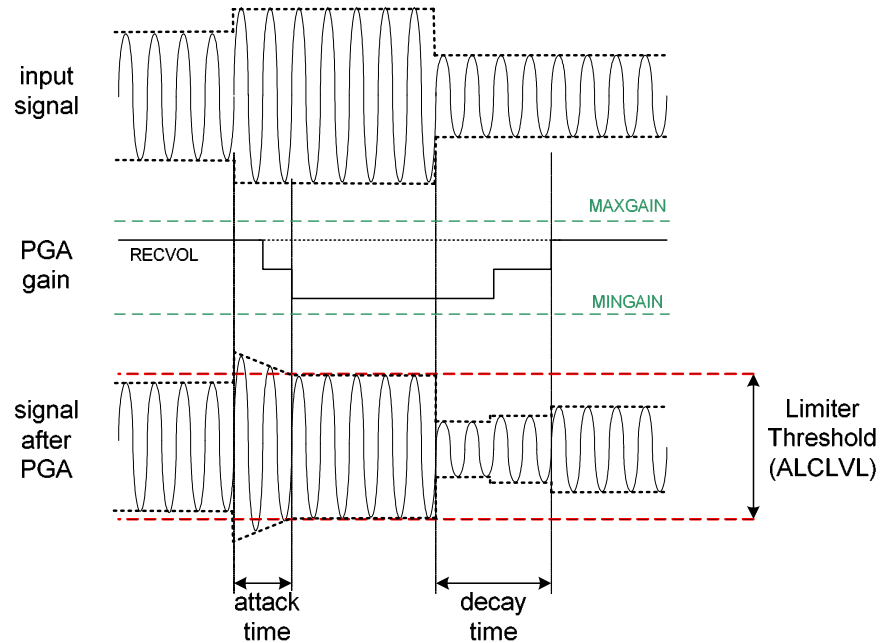 input
signal
MAXGAIN
PGA
gain
RECVOL
MINGAIN
signal
after
PGA
Limiter
Threshold
(ALCLVL)
attack
time
decay
time